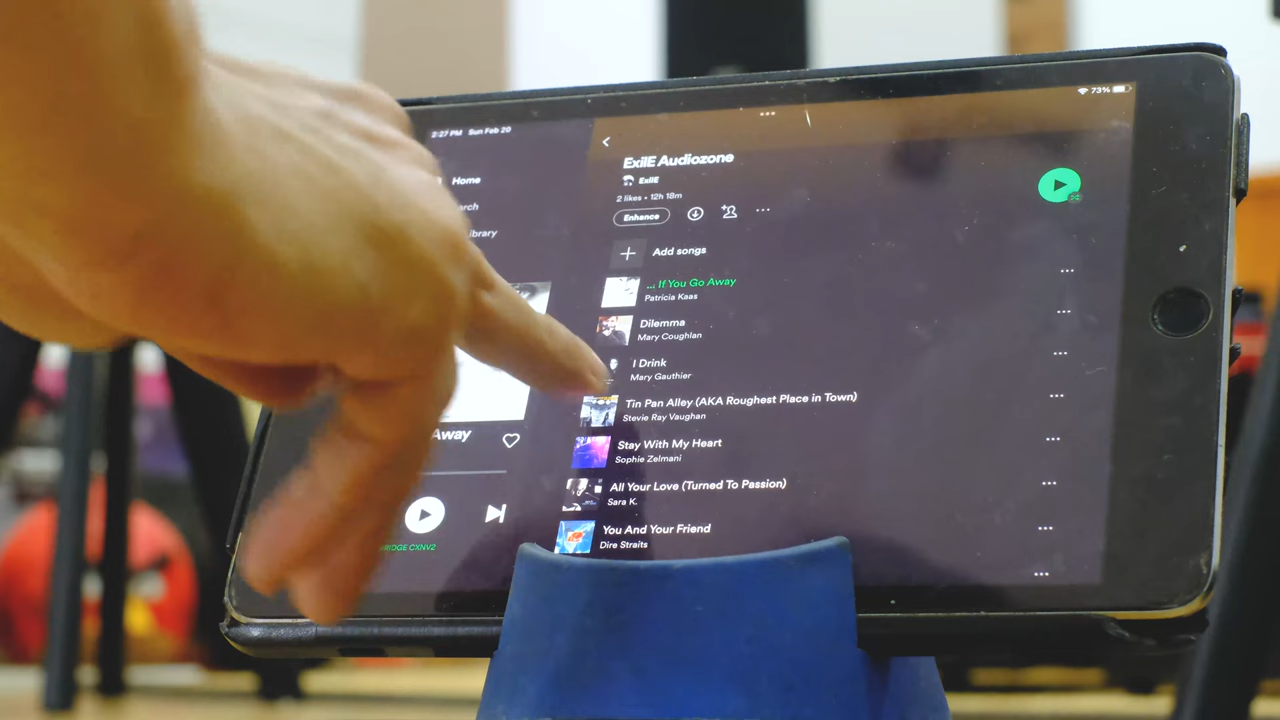 2:27 PM Sun Feb 20
73%
Home
arch
ibrary
ExilE Audiozone
ExilE
2 likes • 12h 18m
Enhance
Add songs
... If You Go Away
Patricia Kaas
Dilemma
Mary Coughlan
I Drink
Mary Gauthier
Tin Pan Alley (AKA Roughest Place in Town)
Stevie Ray Vaughan
Stay With My Heart
Sophie Zelmani
All Your Love (Turned To Passion)
Sara K.
You And Your Friend
Dire Straits
Away
RIDGE CXNV2